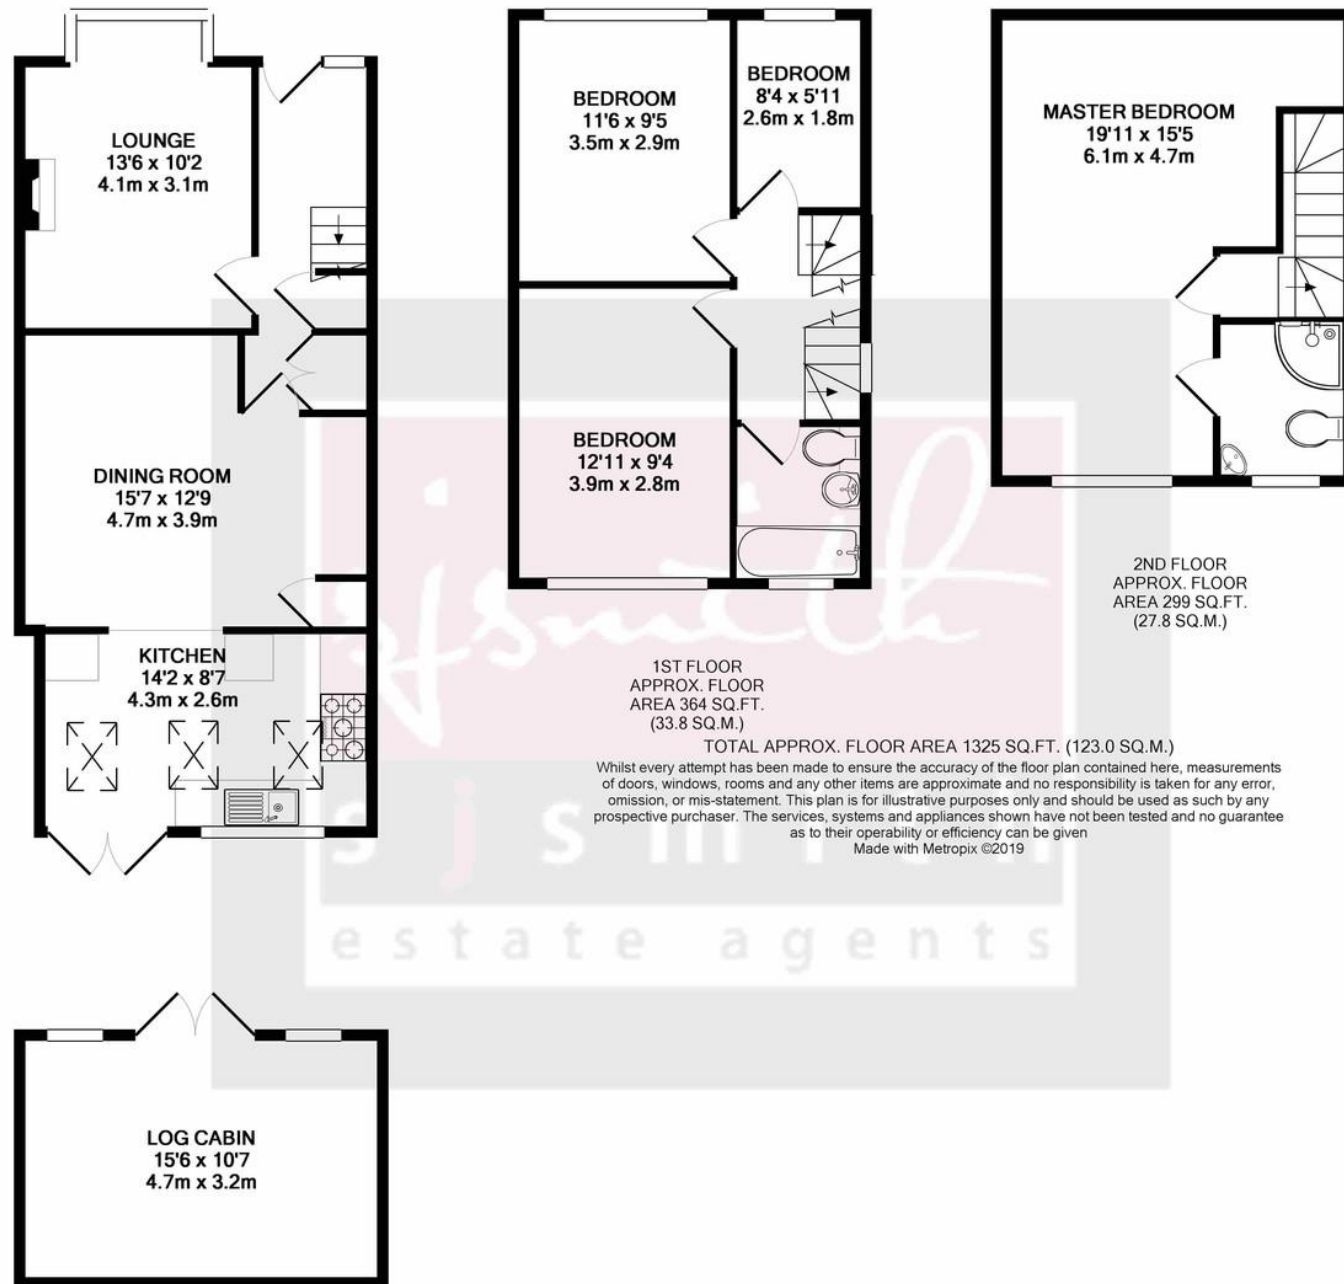 LOUNGE
13'6 x 10'2
4.1m x 3.1m
DINING ROOM
15'7 x 12'9
4.7m x 3.9m
KITCHEN
14'2 x 8'7
4.3m x 2.6m
LOG CABIN
15'6 x 10'7
4.7m x 3.2m
BEDROOM
11'6 x 9'5
3.5m x 2.9m
BEDROOM
8'4 x 5'11
2.6m x 1.8m
BEDROOM
12'11 x 9'4
3.9m x 2.8m
1ST FLOOR
APPROX. FLOOR
AREA 364 SQ.FT.
(33.8 SQ.M.)
MASTER BEDROOM
19'11 x 15'5
6.1m x 4.7m
2ND FLOOR
APPROX. FLOOR
AREA 299 SQ.FT.
(27.8 SQ.M.)
TOTAL APPROX. FLOOR AREA 1325 SQ.FT. (123.0 SQ.M.)
Whilst every attempt has been made to ensure the accuracy of the floor plan contained here, measurements
of doors, windows, rooms and any other items are approximate and no responsibility is taken for any error,
omission, or mis-statement. This plan is for illustrative purposes only and should be used as such by any
prospective purchaser. The services, systems and appliances shown have not been tested and no guarantee
as to their operability or efficiency can be given
Made with Metropix ©2019
sjsmith
sjsmith
estate agents